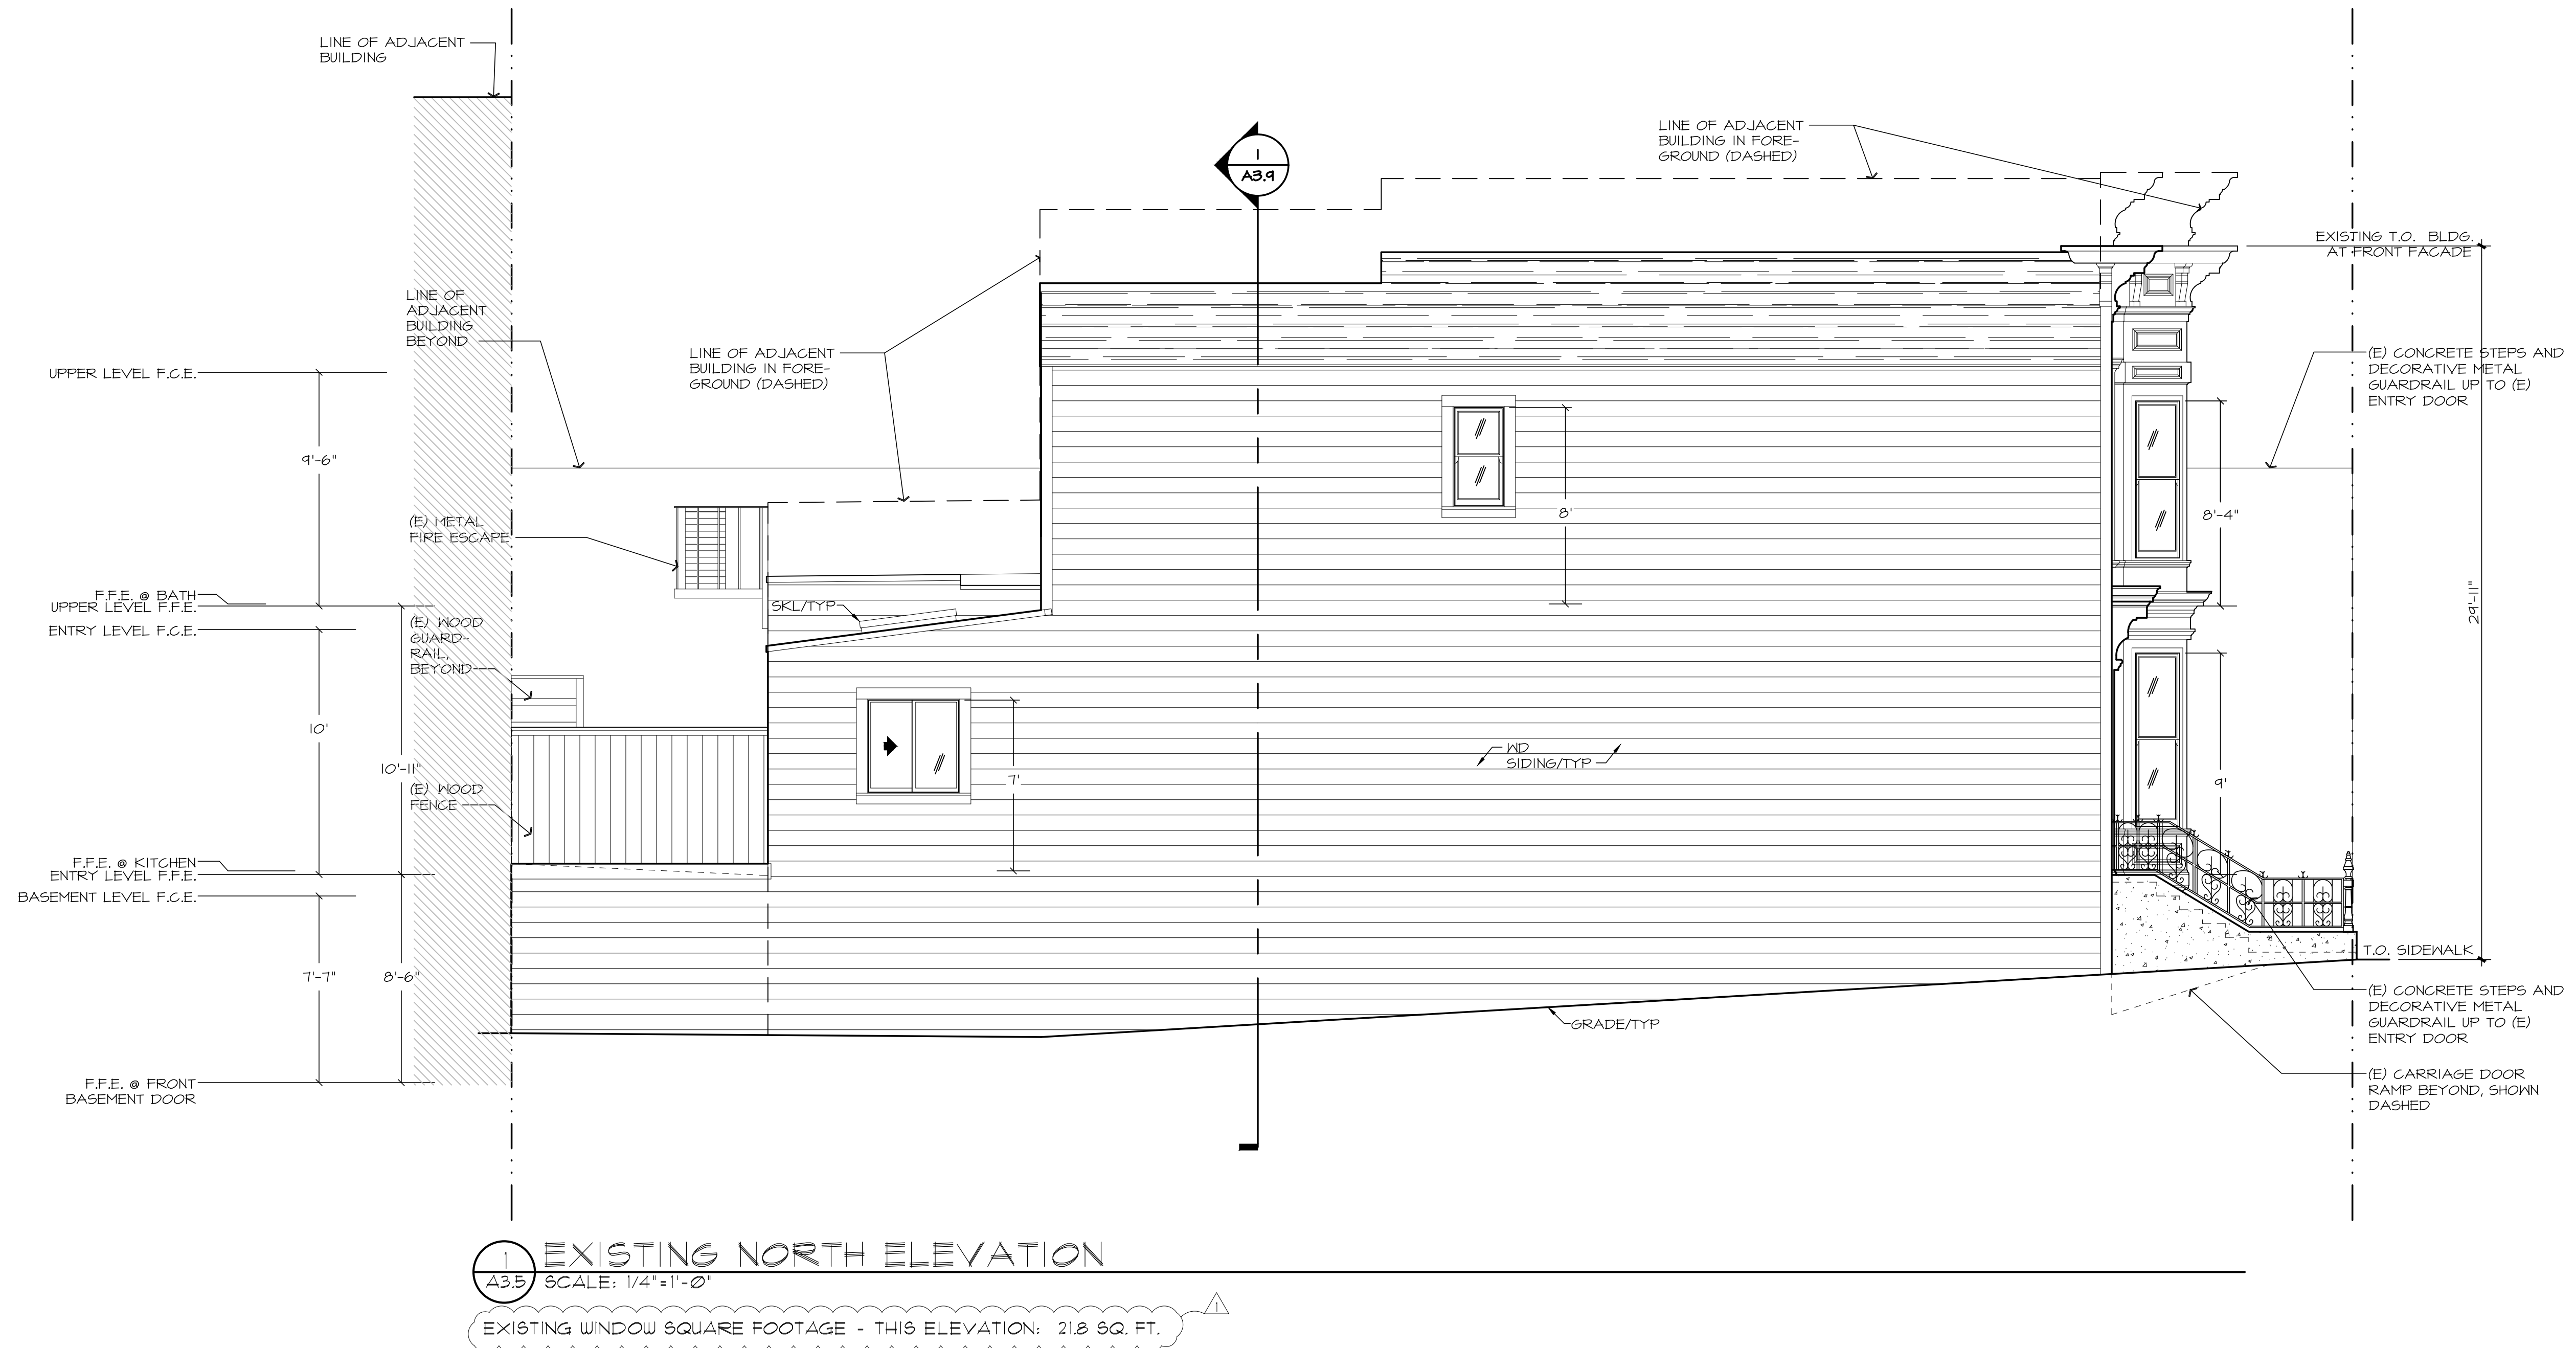 LINE OF ADJACENT
BUILDING
1
A3.9
LINE OF ADJACENT
BUILDING IN FORE-
GROUND (DASHED)
EXISTING T.O. BLDG.
AT FRONT FACADE
LINE OF
ADJACENT
BUILDING
BEYOND
LINE OF ADJACENT
BUILDING IN FORE-
GROUND (DASHED)
(E) CONCRETE STEPS AND
DECORATIVE METAL
GUARDRAIL UP TO (E)
ENTRY DOOR
UPPER LEVEL F.C.E.
9'-6"
(E) METAL
FIRE ESCAPE
8'
8'-4"
29'-11"
F.F.E. @ BATH
UPPER LEVEL F.F.E.
ENTRY LEVEL F.C.E.
SKL/TYP
(E) WOOD
GUARD-
RAIL,
BEYOND
10'
10'-11"
WD
SIDING/TYP
7'
9'
(E) WOOD
FENCE
F.F.E. @ KITCHEN
ENTRY LEVEL F.F.E.
BASEMENT LEVEL F.C.E.
7'-7"
8'-6"
T.O. SIDEWALK
(E) CONCRETE STEPS AND
DECORATIVE METAL
GUARDRAIL UP TO (E)
ENTRY DOOR
GRADE/TYP
F.F.E. @ FRONT
BASEMENT DOOR
(E) CARRIAGE DOOR
RAMP BEYOND, SHOWN
DASHED
1
A3.5
EXISTING NORTH ELEVATION
SCALE: 1/4"=1'-0"
1
EXISTING WINDOW SQUARE FOOTAGE - THIS ELEVATION: 21.8 SQ. FT.